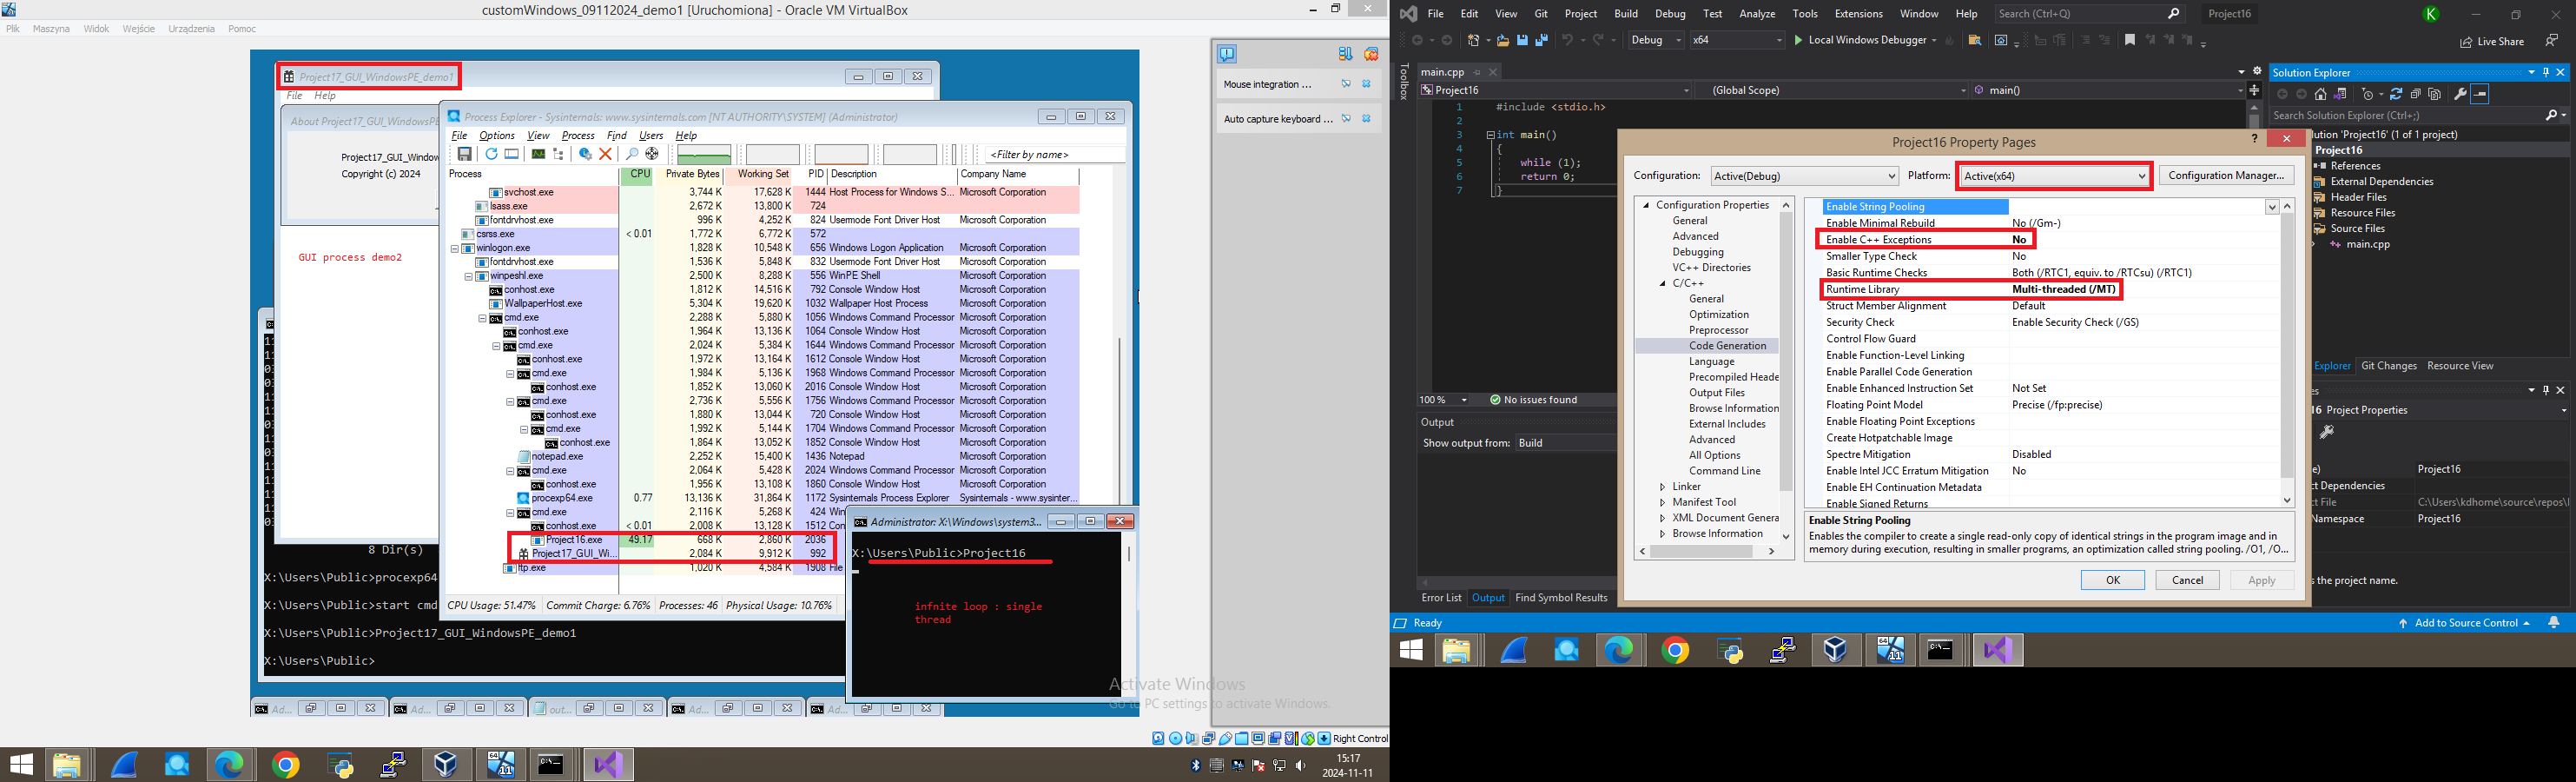 customWindows_09112024_demo1 [Uruchomiona] - Oracle VM VirtualBox
Plik Maszyna Widok Wejście Urządzenia Pomoc
Project17_GUI_WindowsPE_demo1
File Help
About Project17_GUI_WindowsPE
Project17_GUI_Window
Copyright (c) 2024
GUI process demo2
Process Explorer - Sysinternals: www.sysinternals.com [NT AUTHORITY\SYSTEM] (Administrator)
File Options View Process Find Users Help
<Filter by name>
Process CPU Private Bytes Working Set PID Description Company Name
svchost.exe 3,744 K 17,628 K 1444 Host Process for Windows S... Microsoft Corporation
lsass.exe 2,672 K 13,800 K 724
fontdrvhost.exe 996 K 4,252 K 824 Usermode Font Driver Host Microsoft Corporation
csrss.exe < 0.01 1,772 K 6,772 K 572
winlogon.exe 1,828 K 10,548 K 656 Windows Logon Application Microsoft Corporation
fontdrvhost.exe 1,536 K 5,848 K 832 Usermode Font Driver Host Microsoft Corporation
winpeshl.exe 2,500 K 8,288 K 556 WinPE Shell Microsoft Corporation
conhost.exe 1,812 K 14,516 K 792 Console Window Host Microsoft Corporation
WallpaperHost.exe 5,304 K 19,620 K 1032 Wallpaper Host Process Microsoft Corporation
cmd.exe 2,288 K 5,880 K 1056 Windows Command Processor Microsoft Corporation
conhost.exe 1,964 K 13,136 K 1064 Console Window Host Microsoft Corporation
cmd.exe 2,024 K 5,384 K 1644 Windows Command Processor Microsoft Corporation
conhost.exe 1,972 K 13,164 K 1612 Console Window Host Microsoft Corporation
cmd.exe 1,984 K 5,136 K 1968 Windows Command Processor Microsoft Corporation
conhost.exe 1,852 K 13,060 K 2016 Console Window Host Microsoft Corporation
cmd.exe 2,736 K 5,556 K 1756 Windows Command Processor Microsoft Corporation
conhost.exe 1,880 K 13,044 K 720 Console Window Host Microsoft Corporation
cmd.exe 1,992 K 5,144 K 1704 Windows Command Processor Microsoft Corporation
conhost.exe 1,864 K 13,052 K 1852 Console Window Host Microsoft Corporation
notepad.exe 2,252 K 15,400 K 1436 Notepad Microsoft Corporation
cmd.exe 2,064 K 5,428 K 2024 Windows Command Processor Microsoft Corporation
conhost.exe 1,956 K 13,108 K 1860 Console Window Host Microsoft Corporation
procexp64.exe 0.77 13,136 K 31,864 K 1172 Sysinternals Process Explorer Sysinternals - www.sysinter...
cmd.exe 2,116 K 5,268 K 424 Win
conhost.exe < 0.01 2,008 K 13,128 K 1512 Con
Project16.exe 49.17 668 K 2,860 K 2036
Project17_GUI_Wi... 2,084 K 9,912 K 992
ftp.exe 1,020 K 4,584 K 1908 File
CPU Usage: 51.47% Commit Charge: 6.76% Processes: 46 Physical Usage: 10.76%
8 Dir(s)
X:\Users\Public>procexp64
X:\Users\Public>start cmd
X:\Users\Public>Project17_GUI_WindowsPE_demo1
X:\Users\Public>
Administrator: X:\Windows\system3...
X:\Users\Public>Project16
infnite loop : single
thread
Ad... Ad... out... Ad... Ad...
Mouse integration ...
Auto capture keyboard ...
Activate Windows
Go to PC settings to activate Windows.
Right Control
15:17
2024-11-11
File Edit View Git Project Build Debug Test Analyze Tools Extensions Window Help Search (Ctrl+Q) Project16 K
Debug x64 Local Windows Debugger Live Share
Toolbox
main.cpp
Project16 (Global Scope) main()
1 #include <stdio.h>
2
3 int main()
4 {
5 while (1);
6 return 0;
7 }
100 % No issues found
Output
Show output from: Build
Error List Output Find Symbol Results
Ready Add to Source Control
Project16 Property Pages ?
Configuration: Active(Debug) Platform: Active(x64) Configuration Manager...
Configuration Properties
General
Advanced
Debugging
VC++ Directories
C/C++
General
Optimization
Preprocessor
Code Generation
Language
Precompiled Heade
Output Files
Browse Information
External Includes
Advanced
All Options
Command Line
Linker
Manifest Tool
XML Document Genera
Browse Information
Enable String Pooling
Enable Minimal Rebuild No (/Gm-)
Enable C++ Exceptions No
Smaller Type Check No
Basic Runtime Checks Both (/RTC1, equiv. to /RTCsu) (/RTC1)
Runtime Library Multi-threaded (/MT)
Struct Member Alignment Default
Security Check Enable Security Check (/GS)
Control Flow Guard
Enable Function-Level Linking
Enable Parallel Code Generation
Enable Enhanced Instruction Set Not Set
Floating Point Model Precise (/fp:precise)
Enable Floating Point Exceptions
Create Hotpatchable Image
Spectre Mitigation Disabled
Enable Intel JCC Erratum Mitigation No
Enable EH Continuation Metadata
Enable Signed Returns
Enable String Pooling
Enables the compiler to create a single read-only copy of identical strings in the program image and in
memory during execution, resulting in smaller programs, an optimization called string pooling. /O1, /O...
OK Cancel Apply
Solution Explorer
Search Solution Explorer (Ctrl+;)
lution 'Project16' (1 of 1 project)
Project16
References
External Dependencies
Header Files
Resource Files
Source Files
main.cpp
Explorer Git Changes Resource View
es
16 Project Properties
e) Project16
ct Dependencies
ct File C:\Users\kdhome\source\repos\I
Namespace Project16
s the project name.